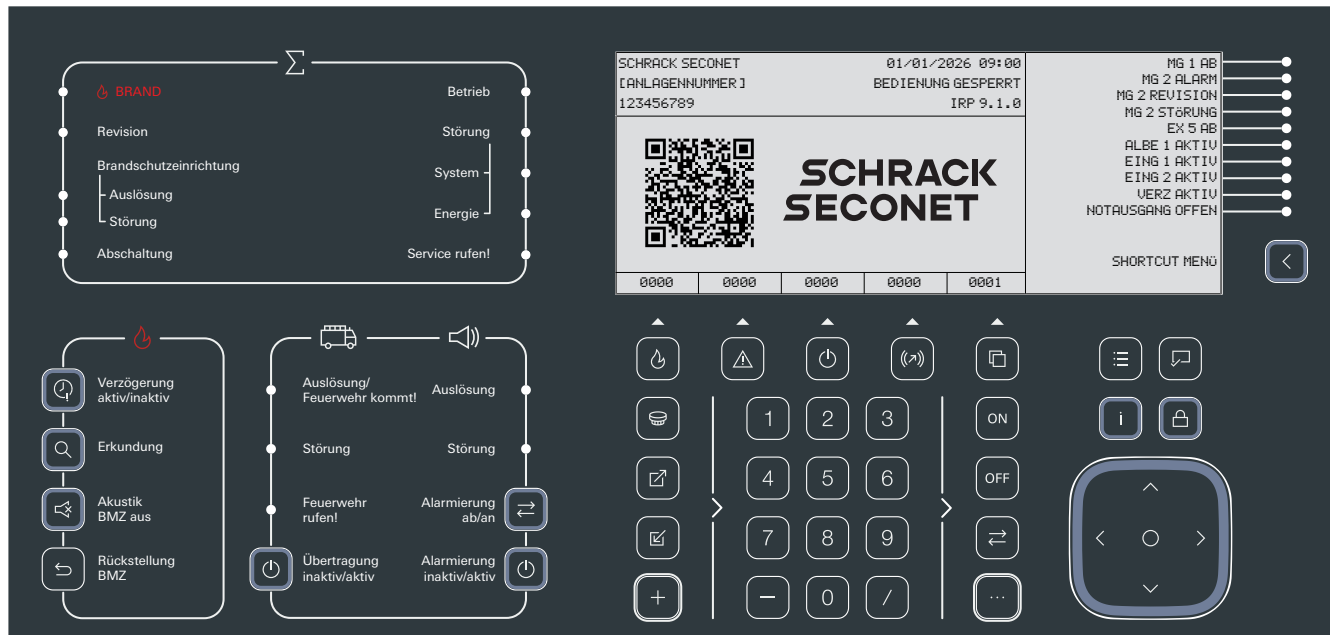 BRAND
Betrieb
Revision
Störung
Brandschutzeinrichtung
System
Auslösung
Energie
Störung
Abschaltung
Service rufen!
SCHRACK SECONET 01/01/2026 09:00
[ANLAGENNUMMER] BEDIENUNG GESPERRT
123456789 IRP 9.1.0
SCHRACK
SECONET
0000 0000 0000 0000 0001
MG 1 AB
MG 2 ALARM
MG 2 REVISION
MG 2 STÖRUNG
EX 5 AB
ALBE 1 AKTIV
EING 1 AKTIV
EING 2 AKTIV
VERZ AKTIV
NOTAUSGANG OFFEN
SHORTCUT MENÜ
Verzögerung
aktiv/inaktiv
Erkundung
Akustik
BMZ aus
Rückstellung
BMZ
Auslösung/
Feuerwehr kommt!
Auslösung
Störung
Störung
Feuerwehr
rufen!
Alarmierung
ab/an
Übertragung
inaktiv/aktiv
Alarmierung
inaktiv/aktiv
1 2 3 ON
4 5 6 OFF
7 8 9
+ − 0 / ...
i